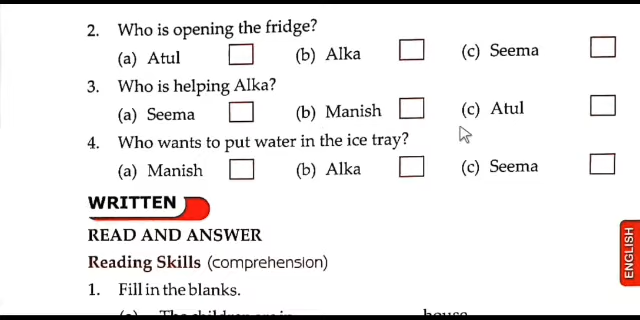 2. Who is opening the fridge?
(a) Atul (b) Alka (c) Seema
3. Who is helping Alka?
(a) Seema (b) Manish (c) Atul
4. Who wants to put water in the ice tray?
(a) Manish (b) Alka (c) Seema
WRITTEN
READ AND ANSWER
Reading Skills (comprehension)
ENGLISH
1. Fill in the blanks.